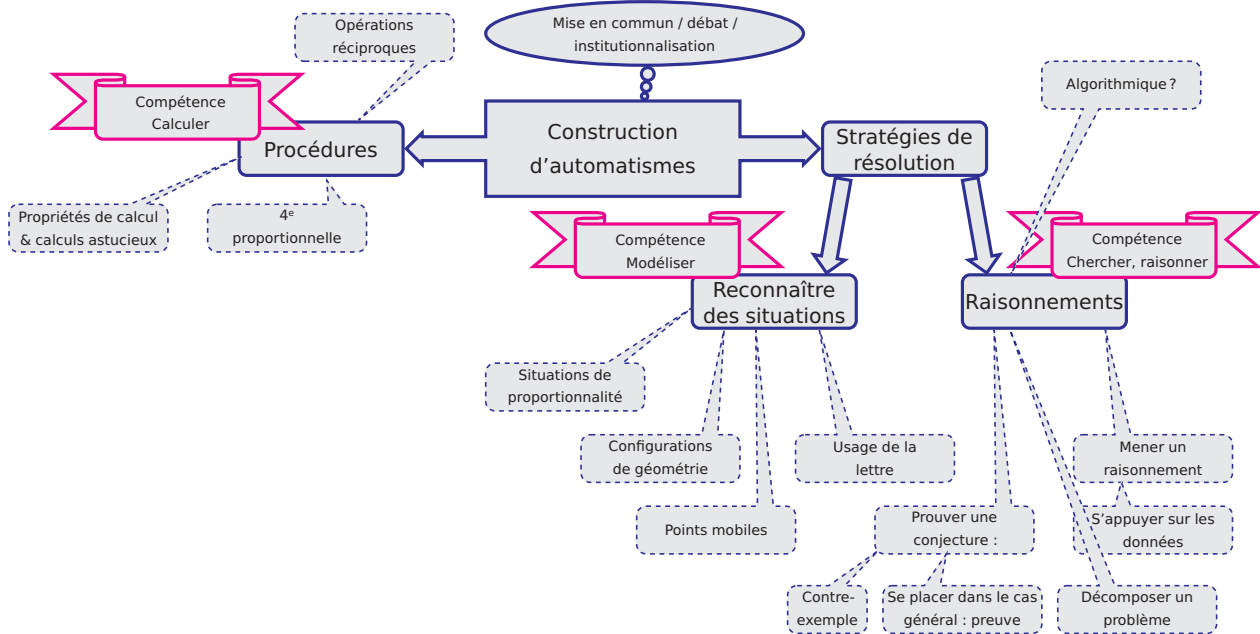 Mise en commun / débat /
institutionnalisation
Opérations
réciproques
Algorithmique ?
Compétence
Calculer
Construction
d’automatismes
Procédures
Stratégies de
résolution
Propriétés de calcul
& calculs astucieux
4e
proportionnelle
Compétence
Modéliser
Compétence
Chercher, raisonner
Reconnaître
des situations
Raisonnements
Situations de
proportionnalité
Configurations
de géométrie
Usage de la
lettre
Mener un
raisonnement
Points mobiles
Prouver une
conjecture :
S’appuyer sur les
données
Contre-
exemple
Se placer dans le cas
général : preuve
Décomposer un
problème